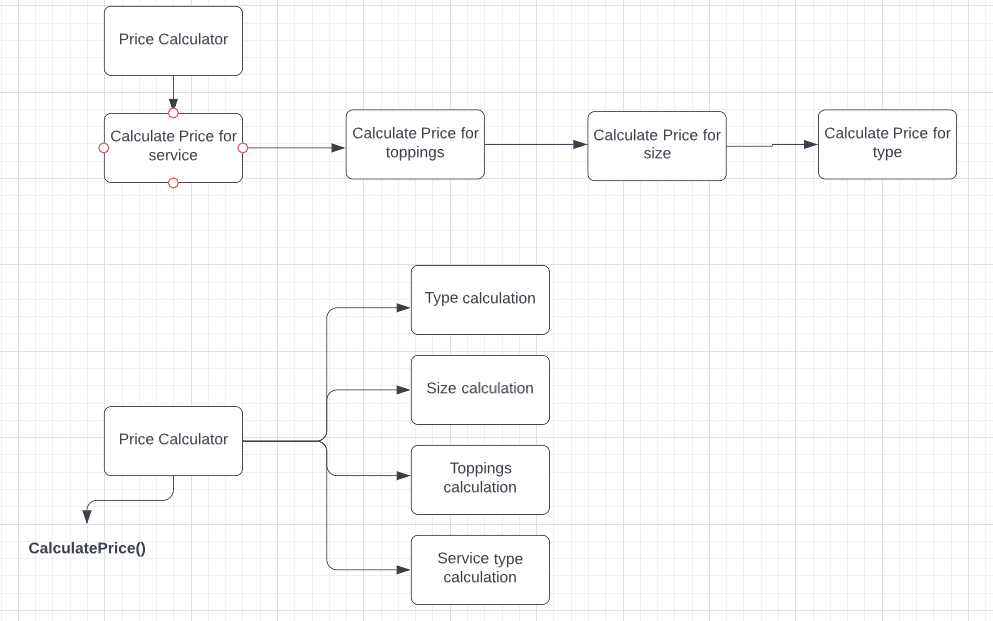 Price Calculator
Calculate Price for
service
Calculate Price for
toppings
Calculate Price for
size
Calculate Price for
type
Type calculation
Size calculation
Price Calculator
Toppings
calculation
CalculatePrice()
Service type
calculation